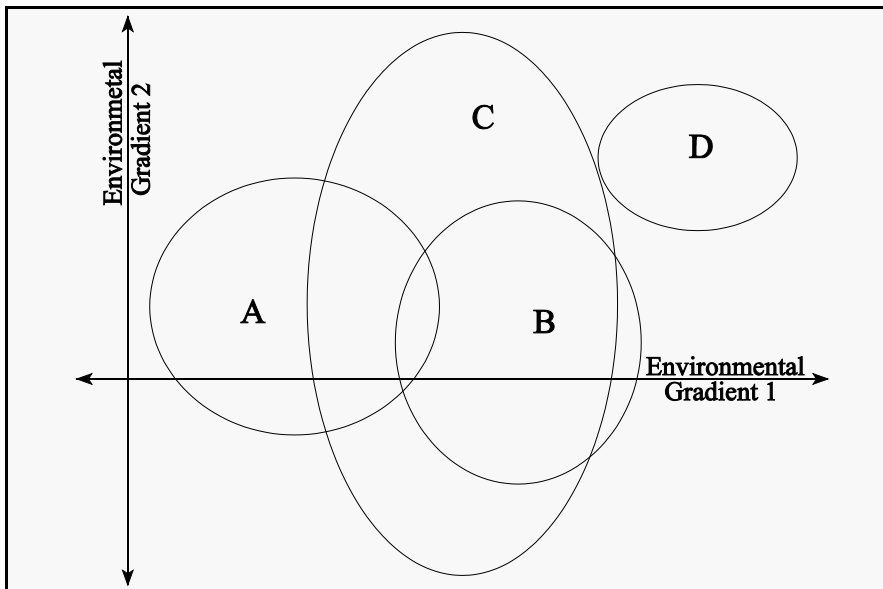 Environmetal
Gradient 2
C
D
A
B
Environmental
Gradient 1